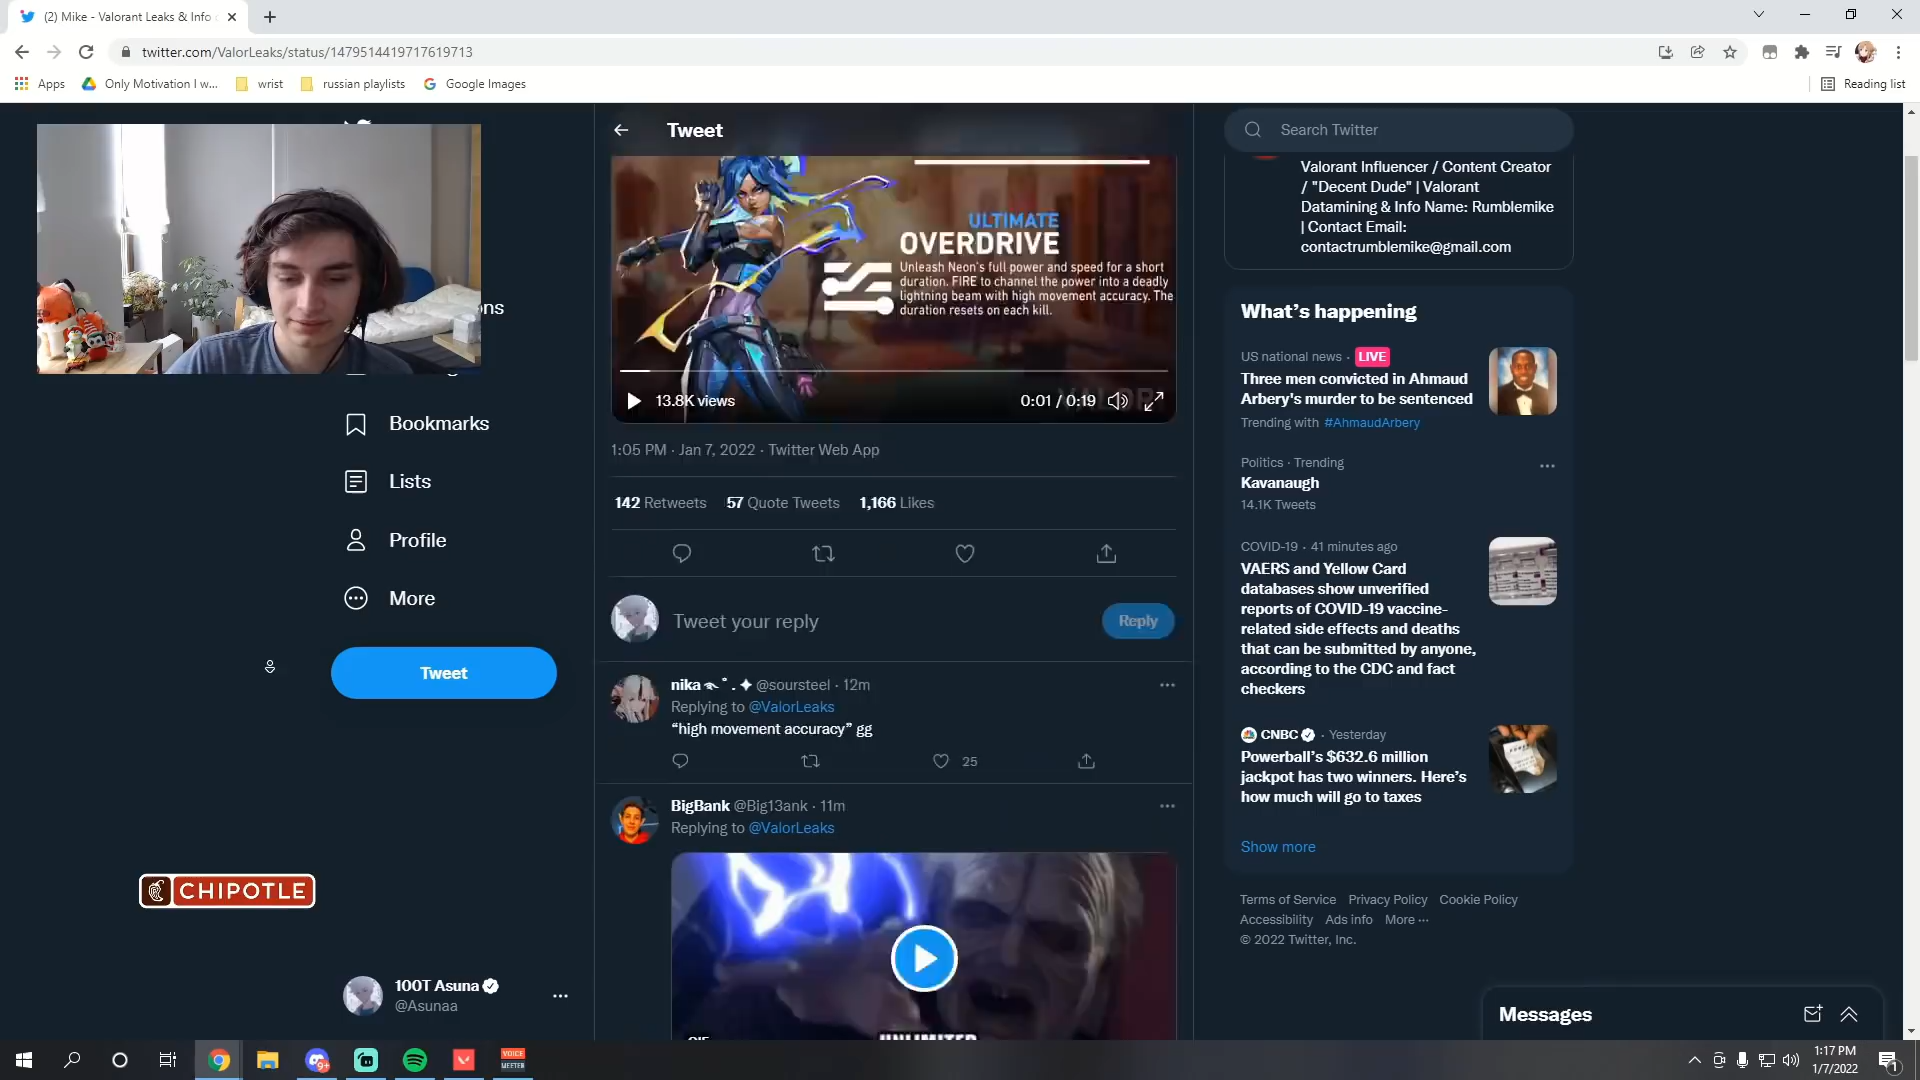 (2) Mike - Valorant Leaks & Info
twitter.com/ValorLeaks/status/1479514419717619713
Apps
Only Motivation I w...
wrist
russian playlists
Google Images
Reading list
Tweet
ULTIMATE
OVERDRIVE
Unleash Neon's full power and speed for a short
duration. FIRE to channel the power into a deadly
lightning beam with high movement accuracy. The
duration resets on each kill.
13.8K views
0:01 / 0:19
1:05 PM · Jan 7, 2022 · Twitter Web App
142 Retweets 57 Quote Tweets 1,166 Likes
Tweet your reply
Reply
nika @soursteel · 12m
Replying to @ValorLeaks
“high movement accuracy” gg
25
BigBank @Big13ank · 11m
Replying to @ValorLeaks
UNLIMITED
ons
Bookmarks
Lists
Profile
More
Tweet
CHIPOTLE
100T Asuna
@Asunaa
Search Twitter
Valorant Influencer / Content Creator
/ "Decent Dude" | Valorant
Datamining & Info Name: Rumblemike
| Contact Email:
contactrumblemike@gmail.com
What’s happening
US national news · LIVE
Three men convicted in Ahmaud
Arbery's murder to be sentenced
Trending with #AhmaudArbery
Politics · Trending
Kavanaugh
14.1K Tweets
COVID-19 · 41 minutes ago
VAERS and Yellow Card
databases show unverified
reports of COVID-19 vaccine-
related side effects and deaths
that can be submitted by anyone,
according to the CDC and fact
checkers
CNBC · Yesterday
Powerball’s $632.6 million
jackpot has two winners. Here’s
how much will go to taxes
Show more
Terms of Service Privacy Policy Cookie Policy
Accessibility Ads info More ···
© 2022 Twitter, Inc.
Messages
9+
VOICE
MEETER
1:17 PM
1/7/2022
1